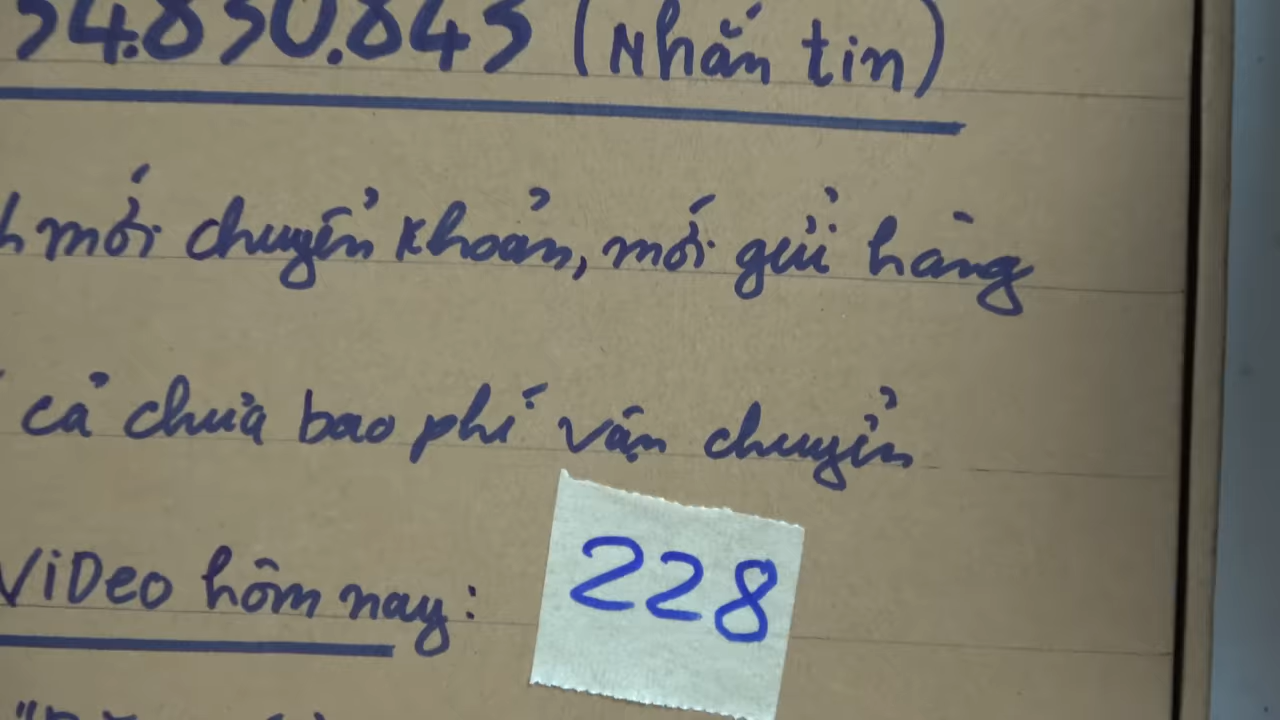 54.850.845 (Nhắn tin)
mới chuyển khoản, mới gửi hàng
cả chưa bao phí vận chuyển
ViDeo hôm nay: 228